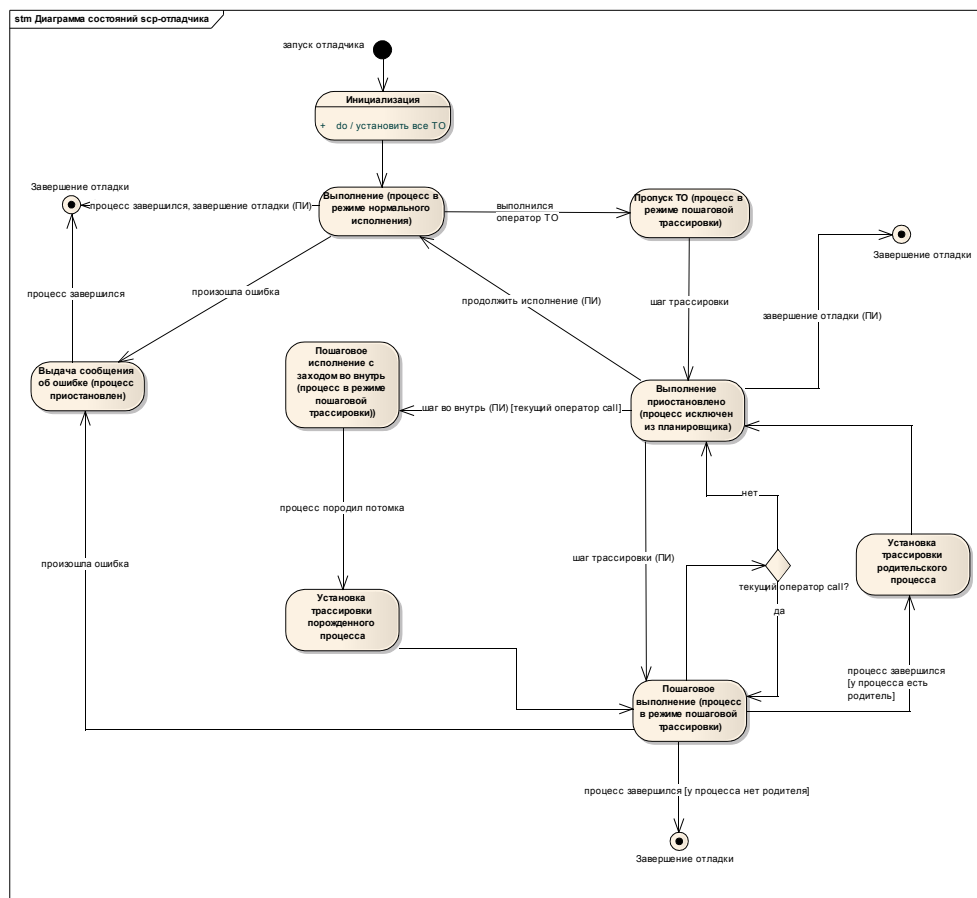 stm Диаграмма состояний scp-отладчика
запуск отладчика
Инициализация
+ do / установить все ТО
Завершение отладки
процесс завершился, завершение отладки (ПИ)
Выполнение (процесс в
режиме нормального
исполнения)
выполнился
оператор ТО
Пропуск ТО (процесс в
режиме пошаговой
трассировки)
Завершение отладки
процесс завершился
произошла ошибка
продолжить исполнение (ПИ)
шаг трассировки
завершение отладки (ПИ)
Выдача сообщения
об ошибке (процесс
приостановлен)
Пошаговое
исполнение с
заходом во внутрь
(процесс в режиме
пошаговой
трассировки))
шаг во внутрь (ПИ) [текущий оператор call]
Выполнение
приостановлено
(процесс исключен
из планировщика)
нет
процесс породил потомка
произошла ошибка
шаг трассировки (ПИ)
текущий оператор call?
да
Установка
трассировки
родительского
процесса
Установка
трассировки
порожденного
процесса
Пошаговое
выполнение (процесс
в режиме пошаговой
трассировки)
процесс завершился
[у процесса есть
родитель]
процесс завершился [у процесса нет родителя]
Завершение отладки